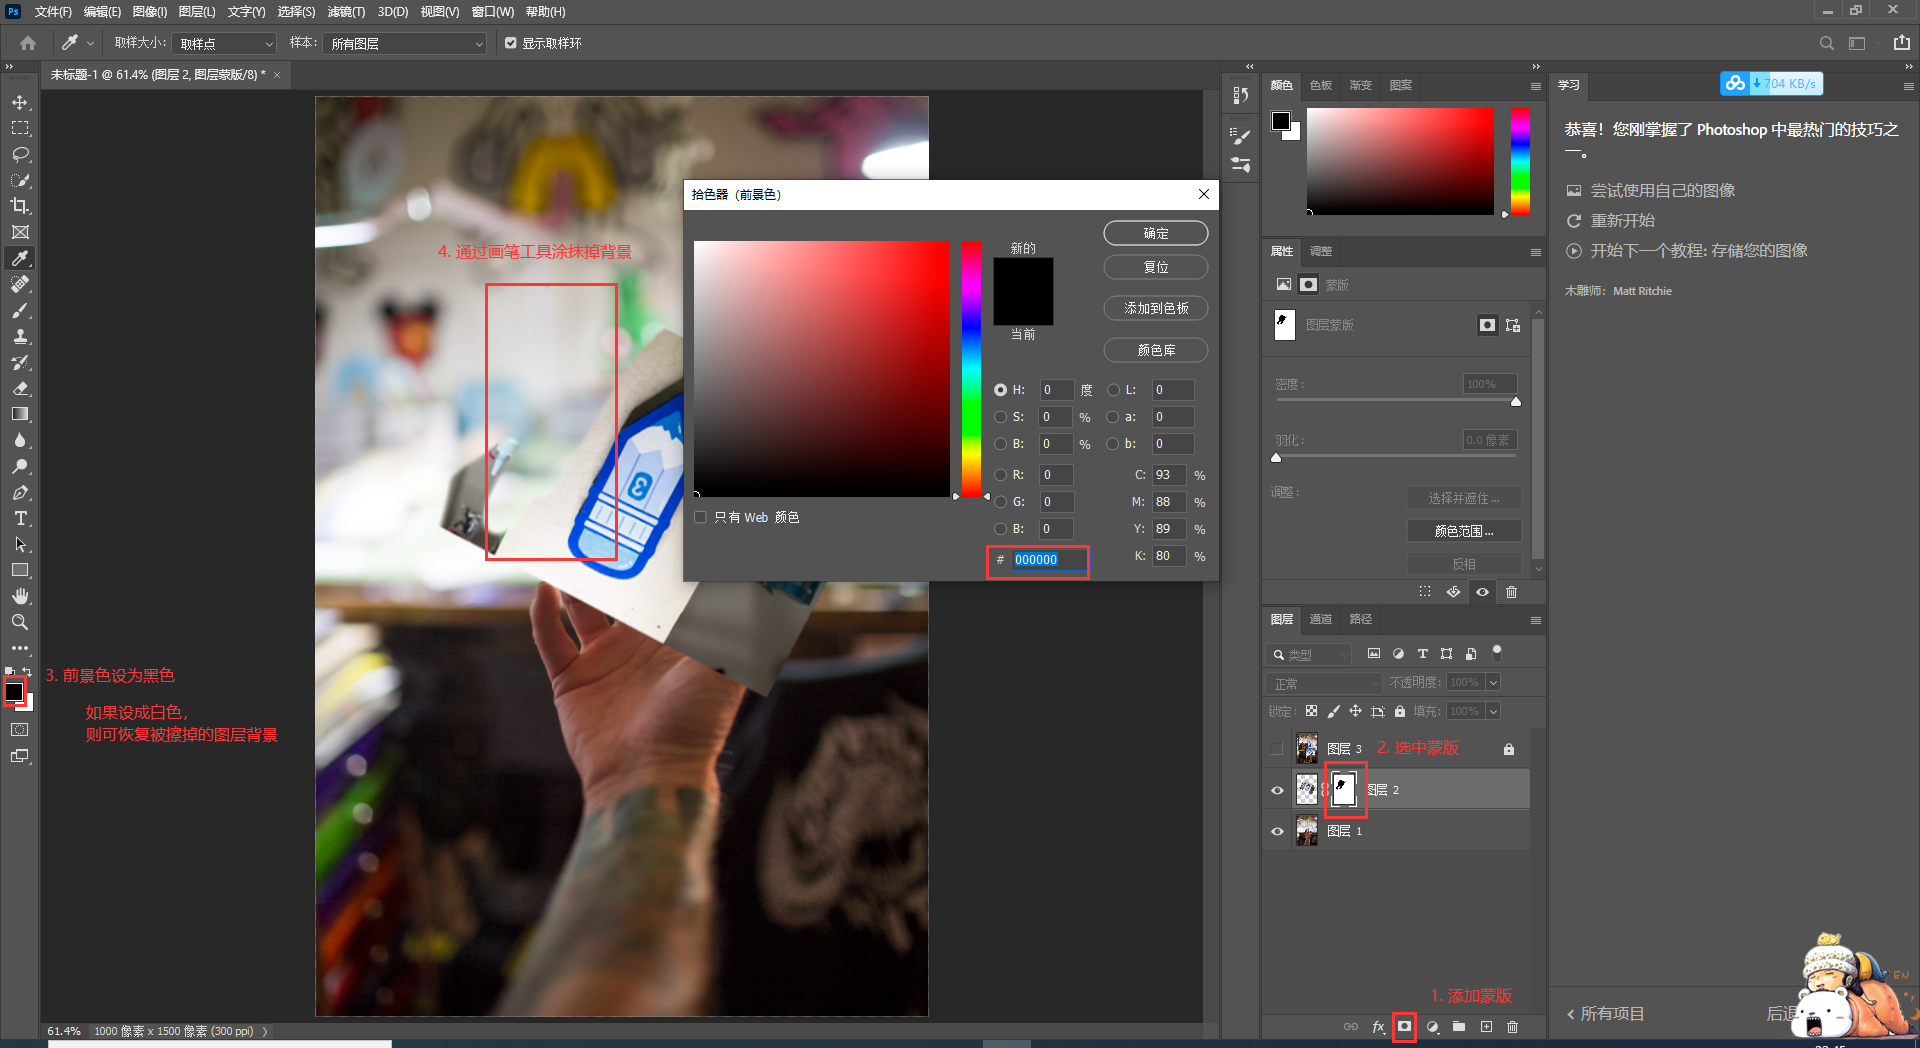 Ps 文件(F) 编辑(E) 图像(I) 图层(L) 文字(Y) 选择(S) 滤镜(T) 3D(D) 视图(V) 窗口(W) 帮助(H)
取样大小: 取样点 样本: 所有图层 显示取样环
未标题-1 @ 61.4% (图层 2, 图层蒙版/8) * ×
4. 通过画笔工具涂抹掉背景
3. 前景色设为黑色
如果设成白色，
则可恢复被擦掉的图层背景
拾色器（前景色）
新的
当前
确定
复位
添加到色板
颜色库
H: 0 度 L: 0
S: 0 % a: 0
B: 0 % b: 0
R: 0 C: 93 %
G: 0 M: 88 %
B: 0 Y: 89 %
# 000000 K: 80 %
只有 Web 颜色
颜色 色板 渐变 图案
属性 调整
蒙版
图层蒙版
密度: 100%
羽化: 0.0 像素
调整:
选择并遮住...
颜色范围...
反相
图层 通道 路径
类型
正常 不透明度: 100%
锁定: 填充: 100%
图层 3
2. 选中蒙版
图层 2
图层 1
1. 添加蒙版
fx
学习
704 KB/s
恭喜！您刚掌握了 Photoshop 中最热门的技巧之
一。
尝试使用自己的图像
重新开始
开始下一个教程: 存储您的图像
木雕师： Matt Ritchie
EN
所有项目
后退
61.4% 1000 像素 x 1500 像素 (300 ppi)